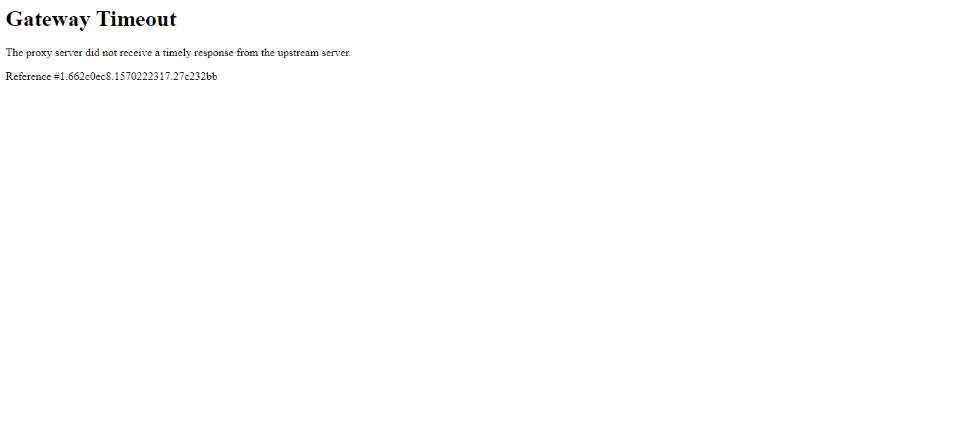 Gateway Timeout
The proxy server did not receive a timely response from the upstream server.
Reference #1.662c0ec8.1570222317.27c232bb